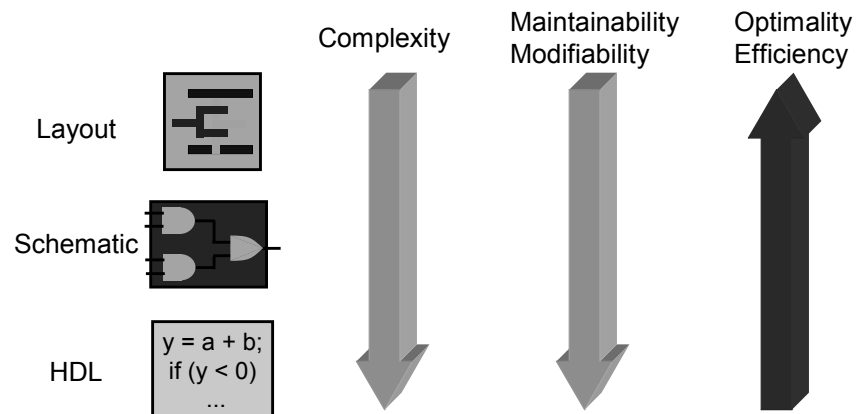 Complexity
Maintainability
Modifiability
Optimality
Efficiency
Layout
Schematic
HDL
y = a + b;
if (y < 0)
...